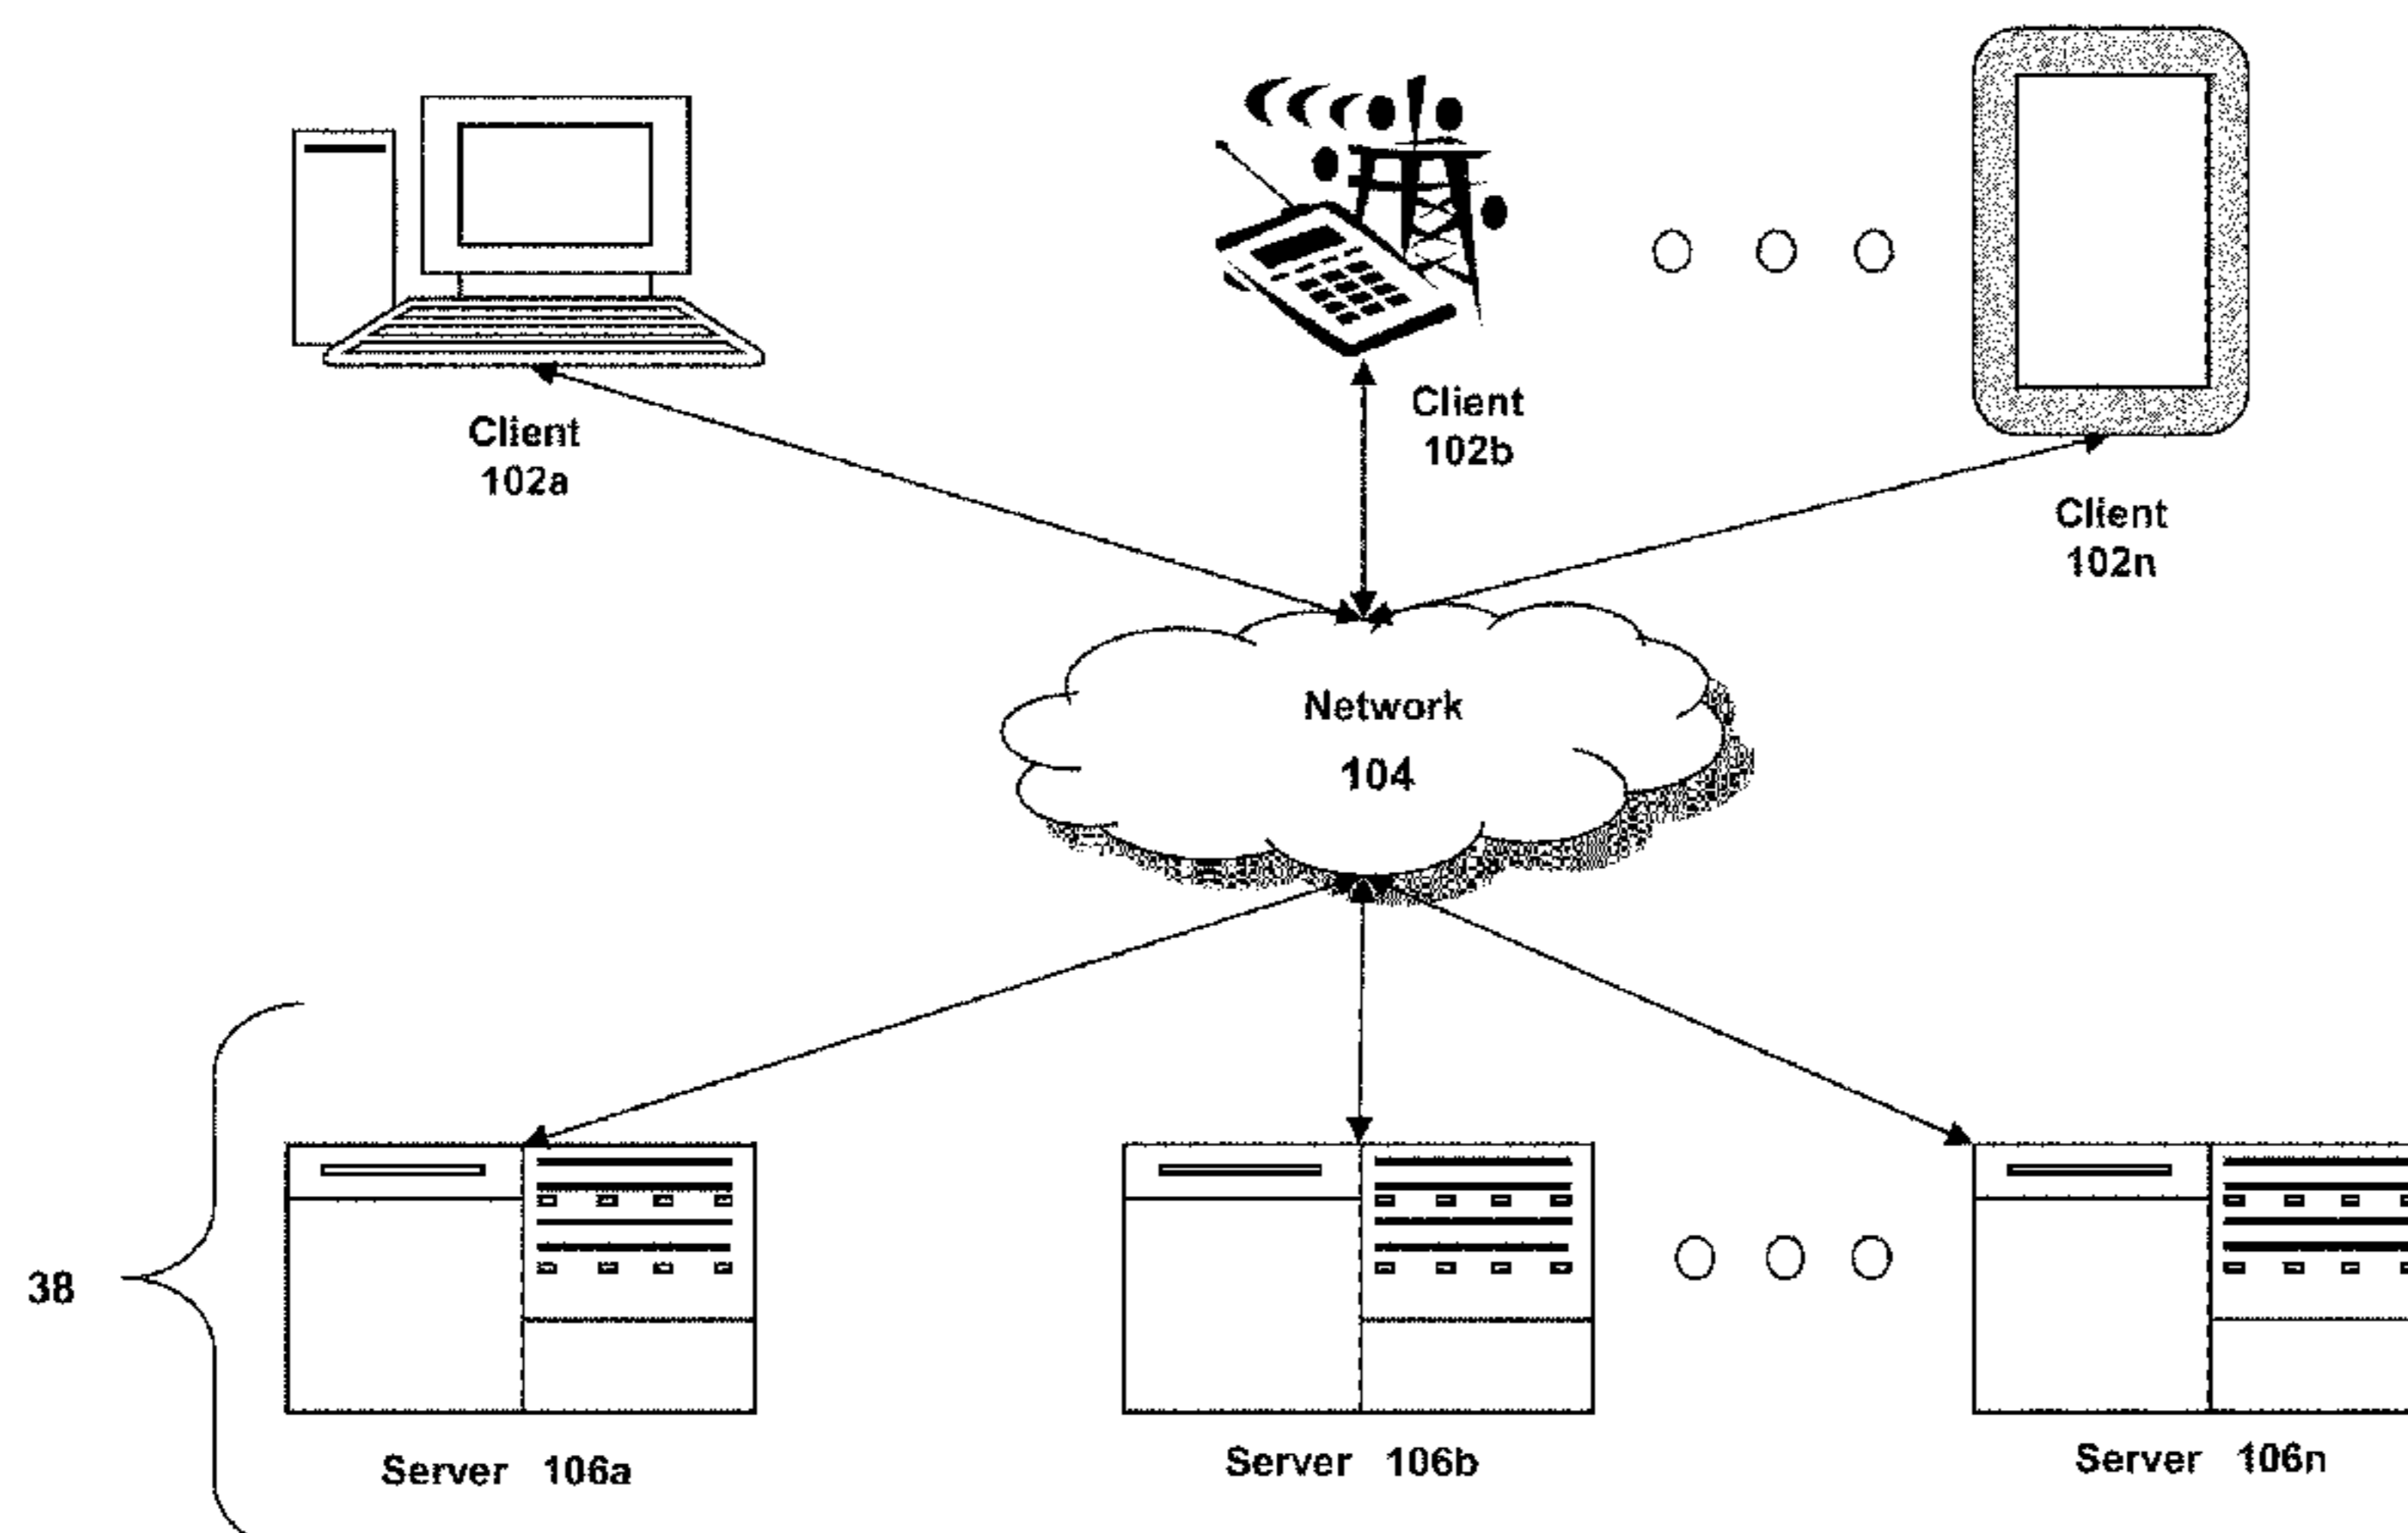 Client
102a
Client
102b
Client
102n
Network
104
38
Server 106a
Server 106b
Server 106n